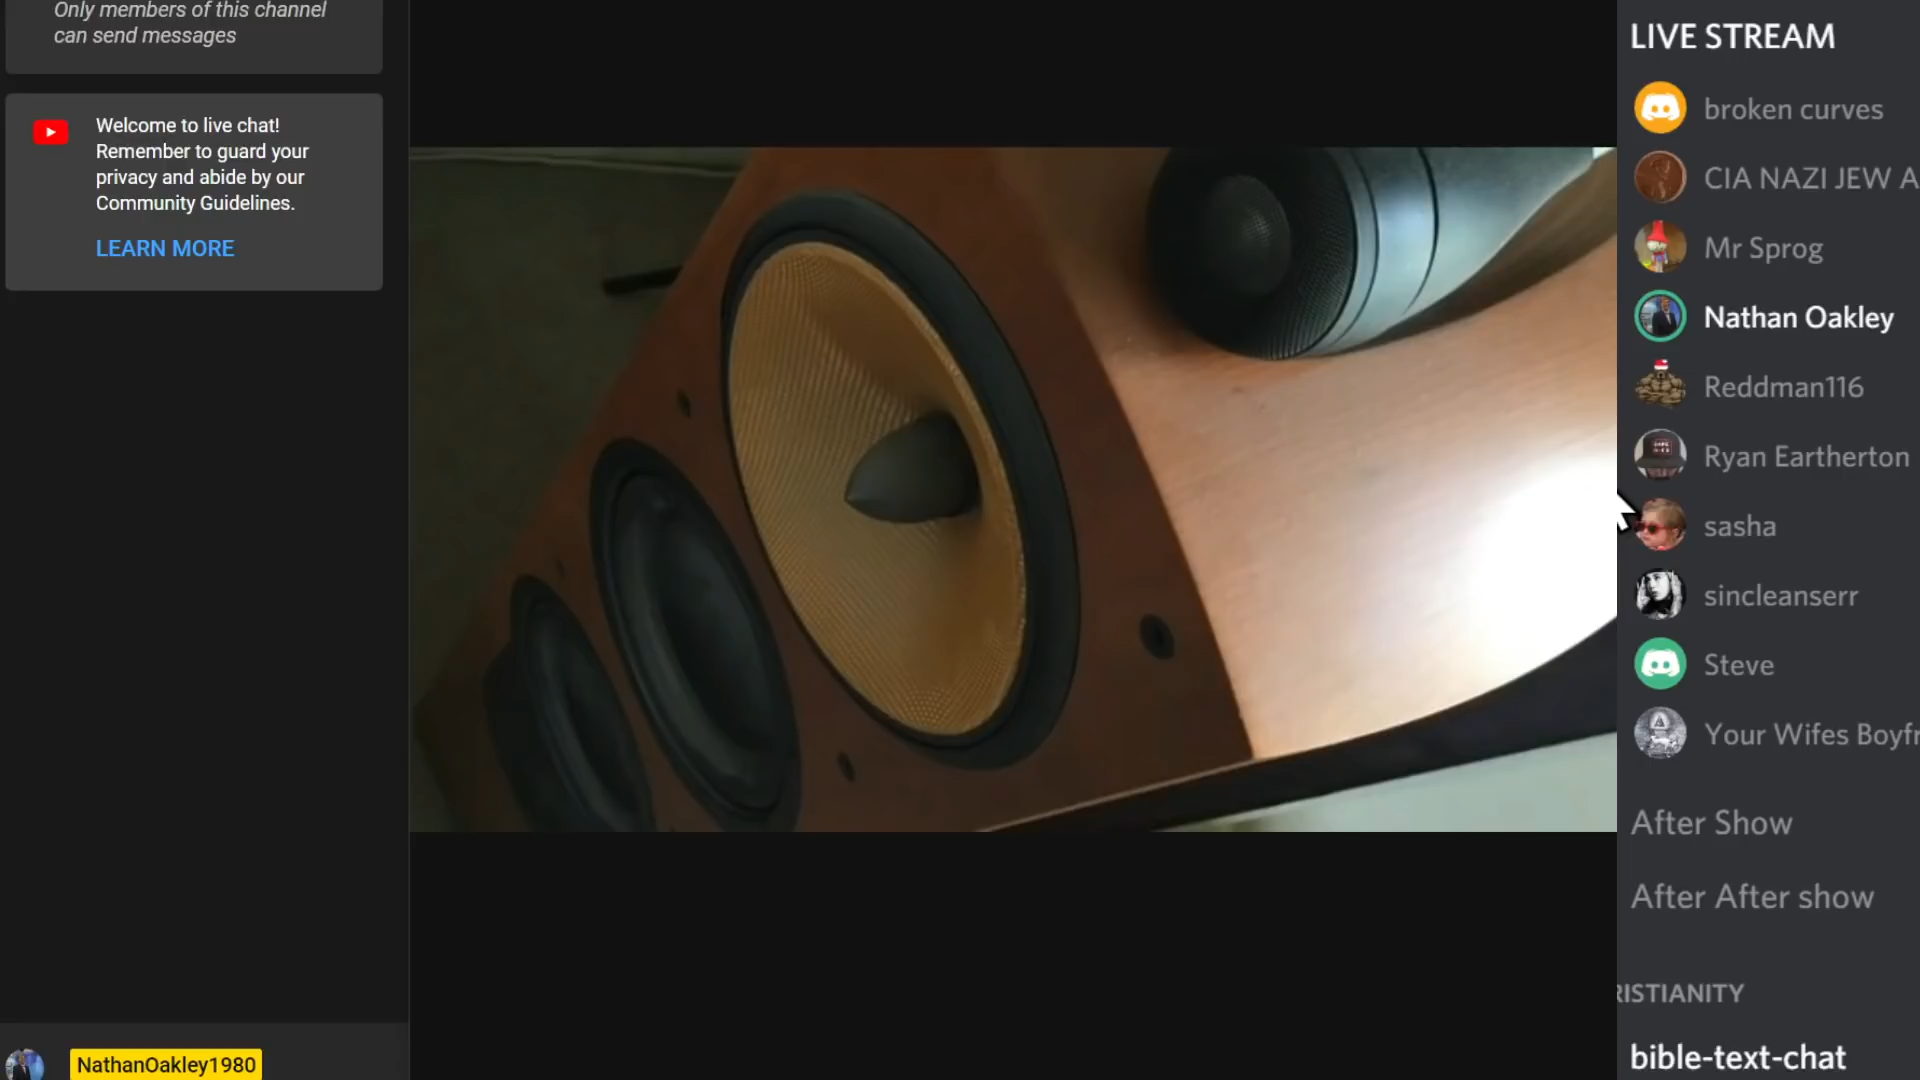 Only members of this channel
can send messages
Welcome to live chat!
Remember to guard your
privacy and abide by our
Community Guidelines.
LEARN MORE
NathanOakley1980
LIVE STREAM
broken curves
CIA NAZI JEW A
Mr Sprog
Nathan Oakley
Reddman116
Ryan Eartherton
sasha
sincleanserr
Steve
Your Wifes Boyfr
After Show
After After show
RISTIANITY
bible-text-chat